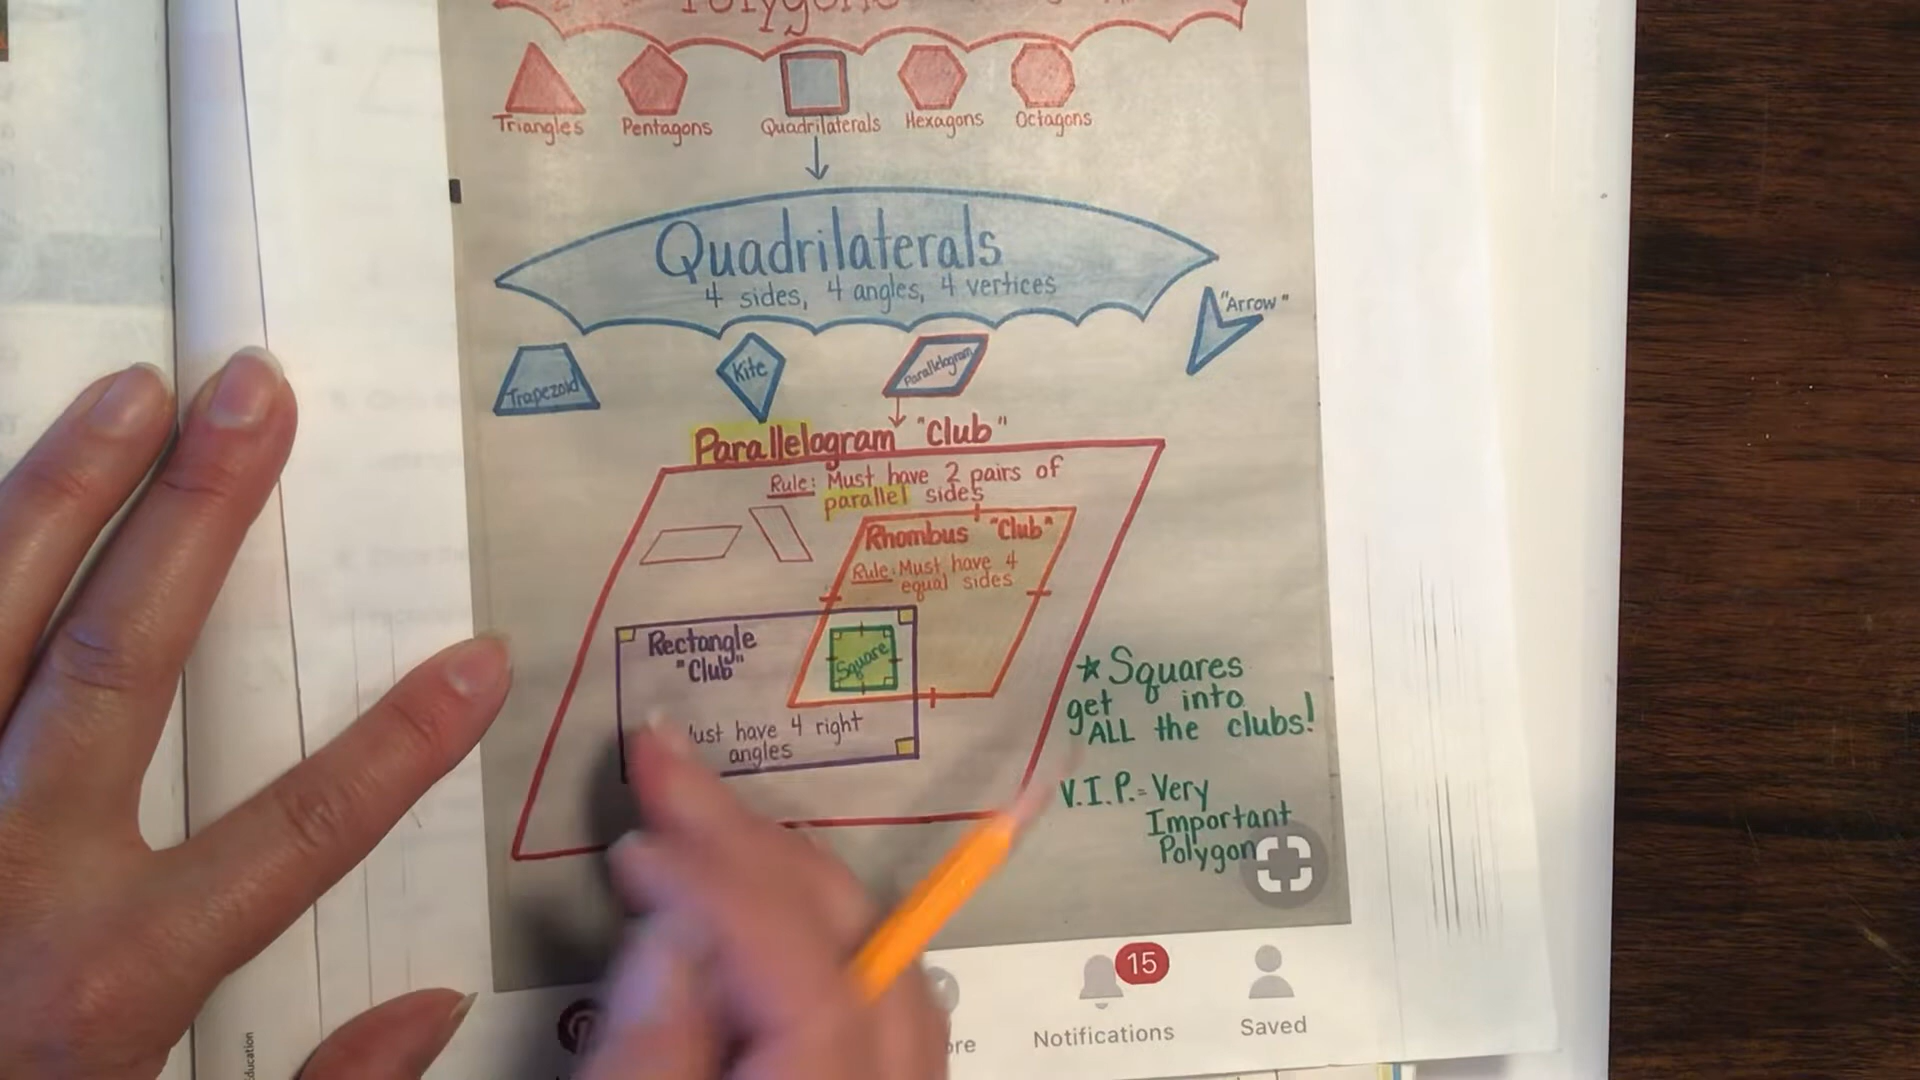 Polygons
Triangles
Pentagons
Quadrilaterals
Hexagons
Octagons
Quadrilaterals
4 sides, 4 angles, 4 vertices
"Arrow"
Trapezoid
Kite
Parallelogram
Parallelogram "Club"
Rule: Must have 2 pairs of
parallel sides
Rhombus "Club"
Rule: Must have 4
equal sides
Rectangle
"Club"
Square
ust have 4 right
angles
*Squares
get into
ALL the clubs!
V.I.P.= Very
Important
Polygon
15
Notifications
Saved
ducation